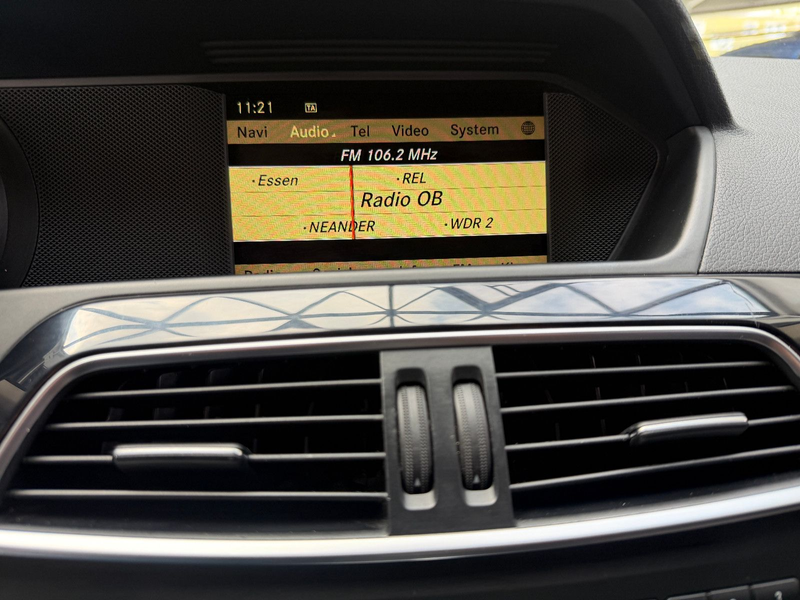 11:21 TA
Navi Audio Tel Video System
FM 106.2 MHz
·Essen ·REL
Radio OB
·NEANDER ·WDR 2